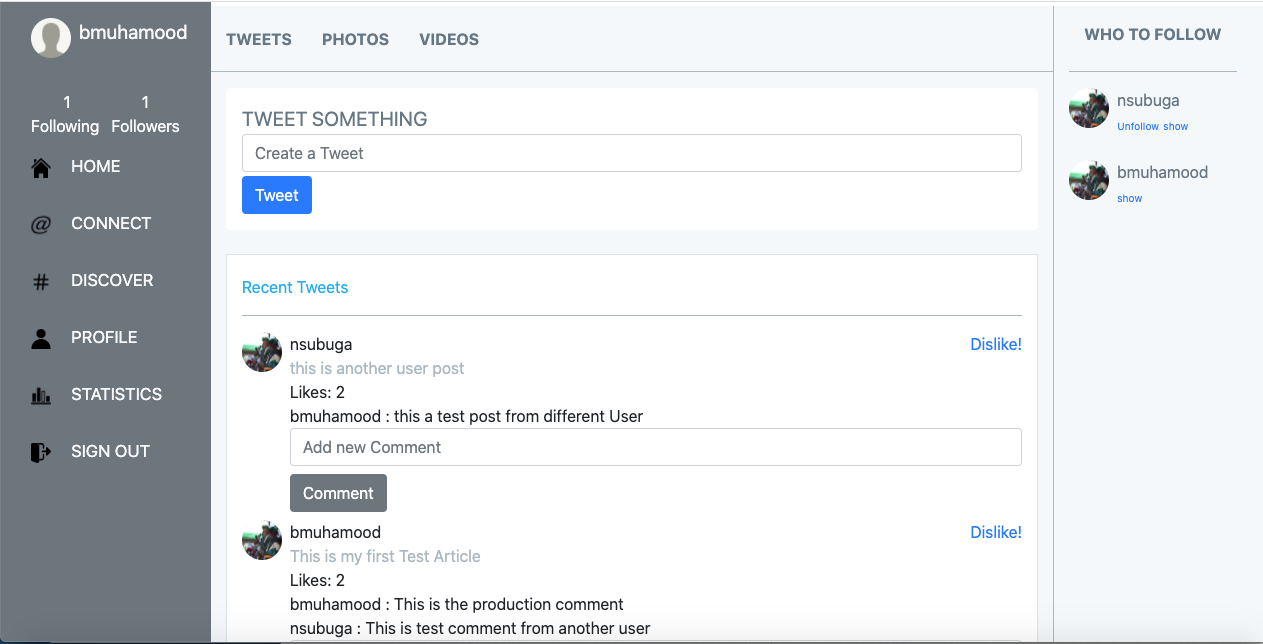 bmuhamood
1 1
Following Followers
HOME
@ CONNECT
# DISCOVER
PROFILE
STATISTICS
SIGN OUT
TWEETS PHOTOS VIDEOS
TWEET SOMETHING
Create a Tweet
Tweet
Recent Tweets
nsubuga Dislike!
this is another user post
Likes: 2
bmuhamood : this a test post from different User
Add new Comment
Comment
bmuhamood Dislike!
This is my first Test Article
Likes: 2
bmuhamood : This is the production comment
nsubuga : This is test comment from another user
WHO TO FOLLOW
nsubuga
Unfollow show
bmuhamood
show